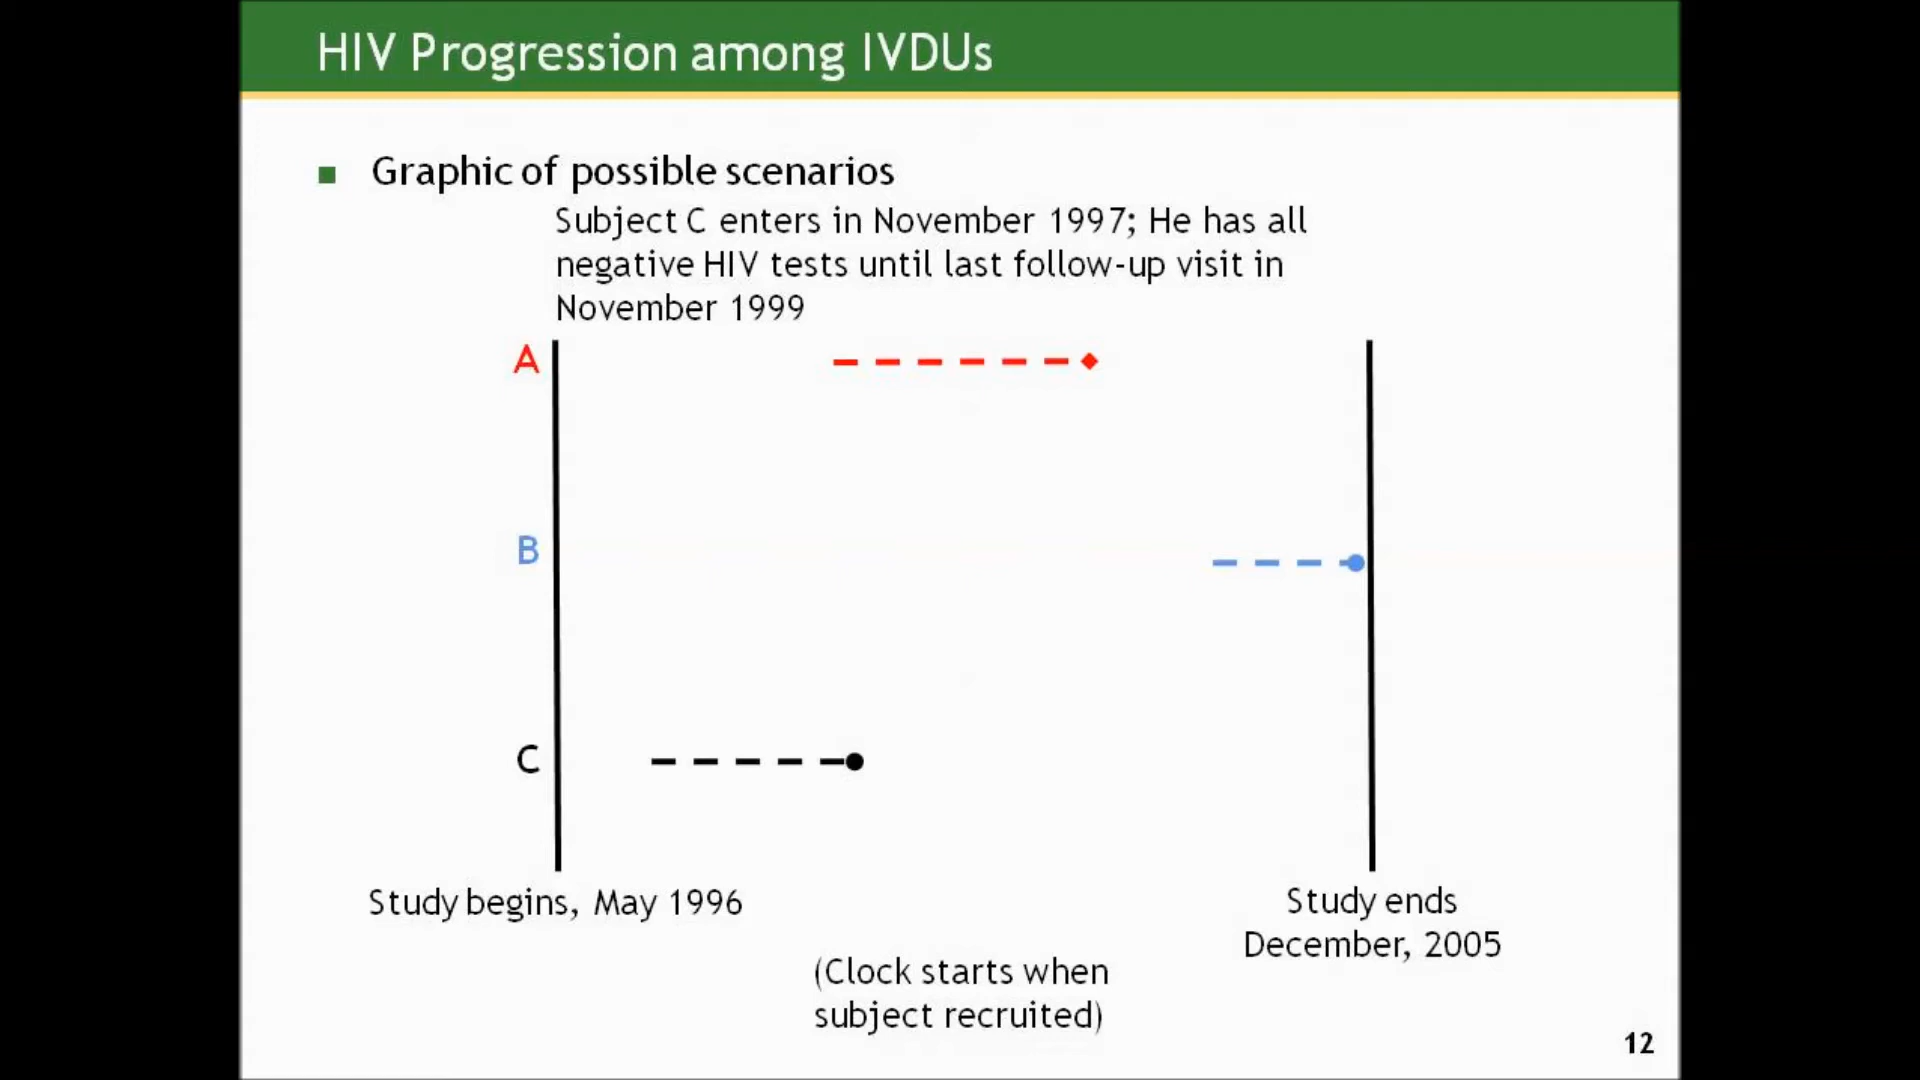 HIV Progression among IVDUs
Graphic of possible scenarios
Subject C enters in November 1997; He has all
negative HIV tests until last follow-up visit in
November 1999
A
B
C
Study begins, May 1996
Study ends
December, 2005
(Clock starts when
subject recruited)
12